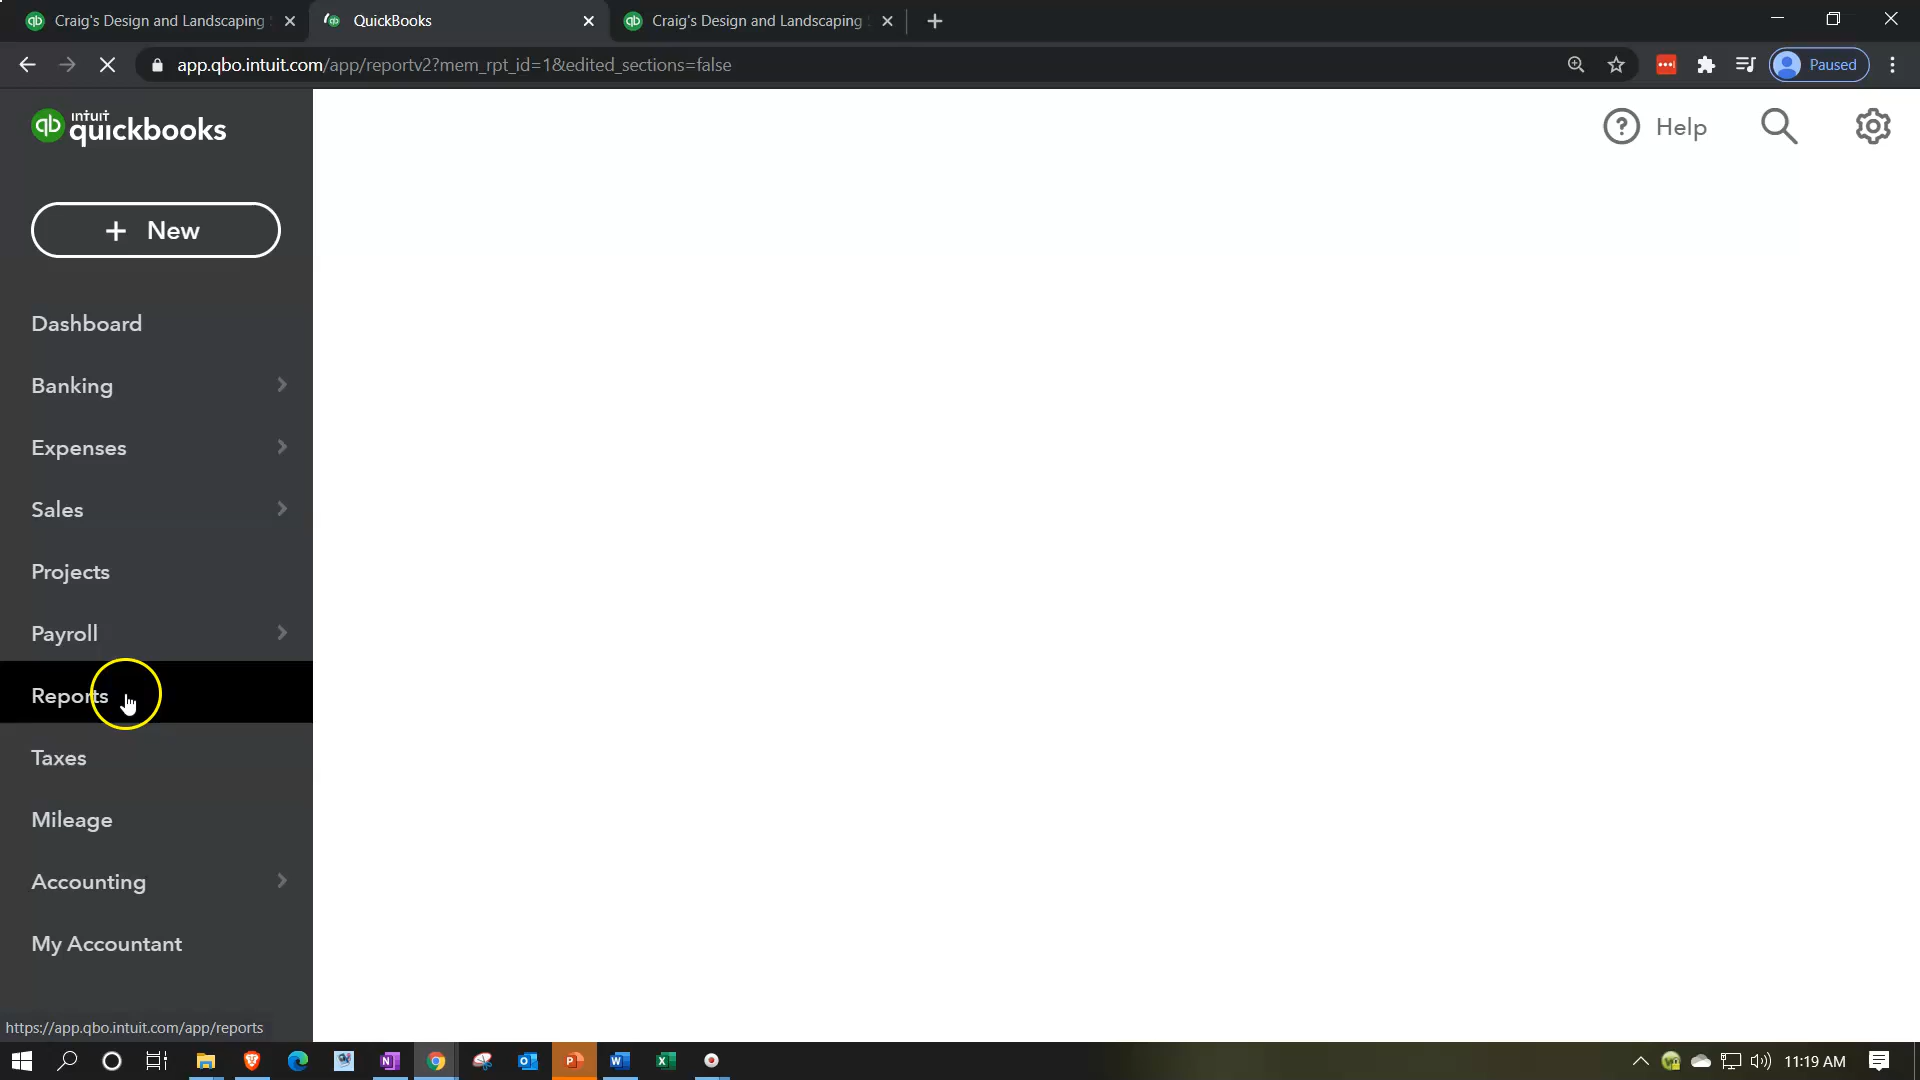 Craig's Design and Landscaping
QuickBooks
Craig's Design and Landscaping
app.qbo.intuit.com/app/reportv2?mem_rpt_id=1&edited_sections=false
Paused
intuit
quickbooks
Help
+ New
Dashboard
Banking
Expenses
Sales
Projects
Payroll
Reports
Taxes
Mileage
Accounting
My Accountant
https://app.qbo.intuit.com/app/reports
11:19 AM